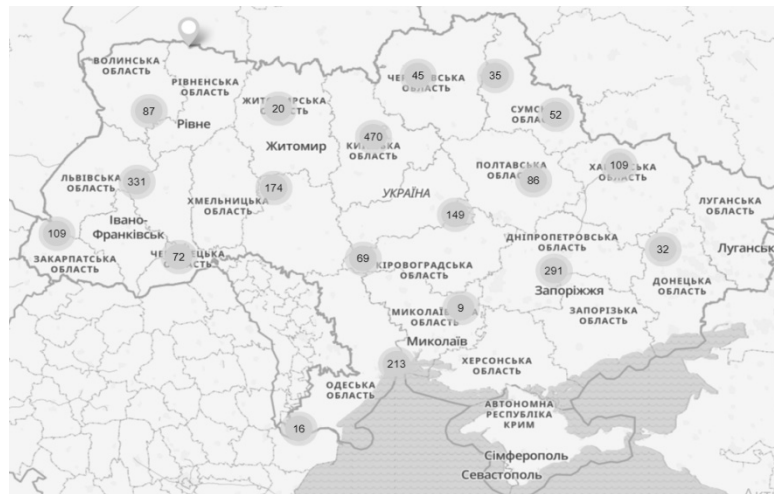 ВОЛИНСЬКА
ОБЛАСТЬ
РІВНЕНСЬКА
ОБЛАСТЬ
87
Рівне
20
Житомир
45
ОБЛАСТЬ
35
52
470
ОБЛАСТЬ
ЛЬВІВСЬКА
ОБЛАСТЬ
331
ХМЕЛЬНИЦЬКА
ОБЛАСТЬ
174
УКРАЇНА
ПОЛТАВСЬКА
86
109
ЛУГАНСЬКА
ОБЛАСТЬ
Івано-
Франківськ
109
ЗАКАРПАТСЬКА
ОБЛАСТЬ
72
149
69
КІРОВОГРАДСЬКА
ОБЛАСТЬ
ДНІПРОПЕТРОВСЬКА
ОБЛАСТЬ
291
Запоріжжя
32
Луганськ
ДОНЕЦЬКА
ОБЛАСТЬ
9
ОБЛАСТЬ
Миколаїв
ЗАПОРІЗЬКА
ОБЛАСТЬ
213
ХЕРСОНСЬКА
ОБЛАСТЬ
ОДЕСЬКА
ОБЛАСТЬ
16
АВТОНОМНА
РЕСПУБЛІКА
КРИМ
Сімферополь
Севастополь